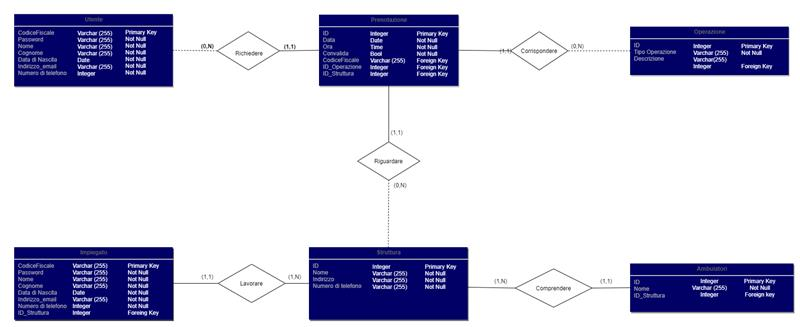 Utente
CodiceFiscale Varchar (255) Primary Key
Password Varchar (255) Not Null
Nome Varchar (255) Not Null
Cognome Varchar (255) Not Null
Data di Nascita Date Not Null
Indirizzo_email Varchar (255) Not Null
Numero di telefono Integer Not Null
(0,N)
Richiedere
(1,1)
Prenotazione
ID Integer Primary Key
Data Date Not Null
Ora Time Not Null
Convalida Bool Not Null
CodiceFiscale Varchar (255) Foreign Key
ID_Operazione Integer Foreign Key
ID_Struttura Integer Foreign Key
(1,1)
Corrispondere
(0,N)
Operazione
ID Integer Primary Key
Tipo Operazione Varchar (255) Not Null
Descrizione Varchar(255)
Integer Foreign Key
(1,1)
Riguardare
(0,N)
Impiegato
CodiceFiscale Varchar (255) Primary Key
Password Varchar (255) Not Null
Nome Varchar (255) Not Null
Cognome Varchar (255) Not Null
Data di Nascita Date Not Null
Indirizzo_email Varchar (255) Not Null
Numero di telefono Integer Not Null
ID_Struttura Integer Foreing Key
(1,1)
Lavorare
(1,N)
Struttura
ID Integer Primary Key
Nome Varchar (255) Not Null
Indirizzo Varchar (255) Not Null
Numero di telefono Varchar (255) Not Null
(1,N)
Comprendere
(1,1)
Ambulatori
ID Integer Primary Key
Nome Varchar (255) Not Null
ID_Struttura Integer Foreign key